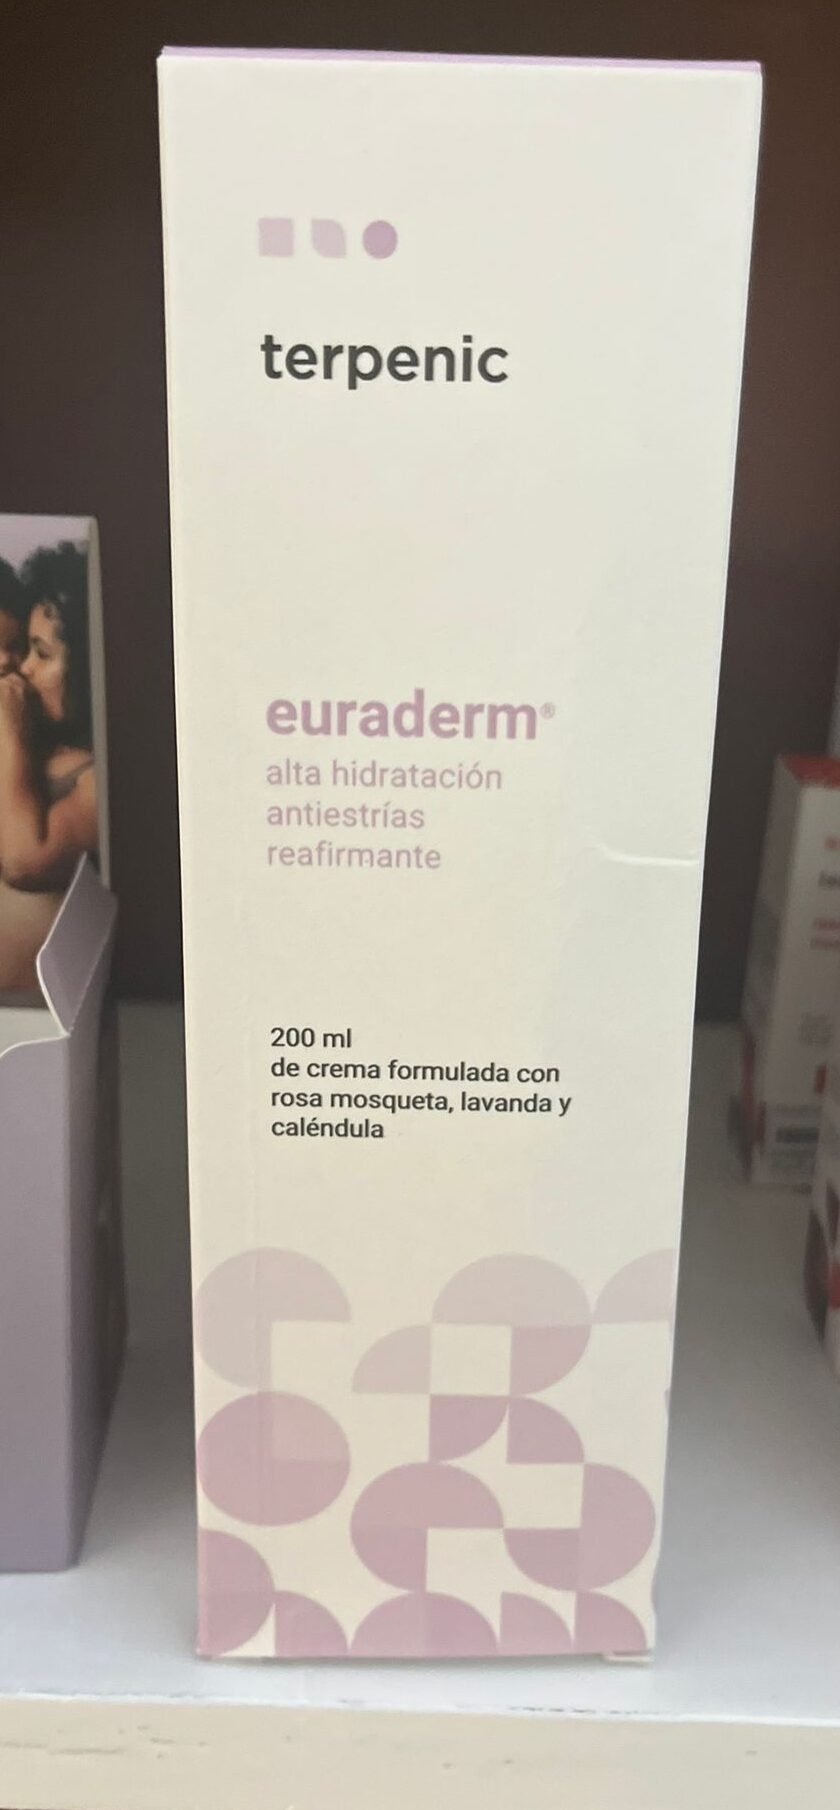 terpenic
euraderm®
alta hidratación
antiestrías
reafirmante
200 ml
de crema formulada con
rosa mosqueta, lavanda y
caléndula